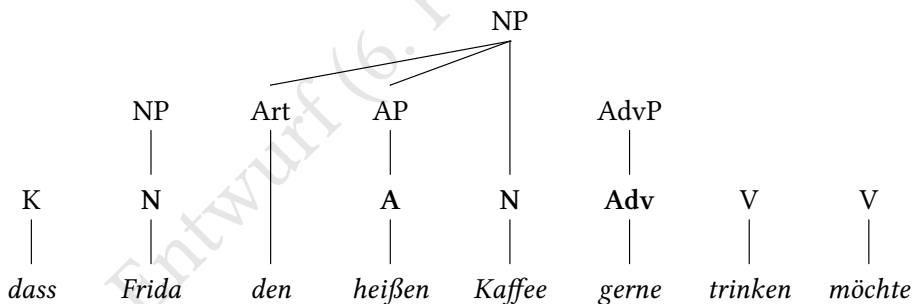 NP
NP Art AP AdvP
K N A N Adv V V
dass Frida den heißen Kaffee gerne trinken möchte
Entwurf (6.